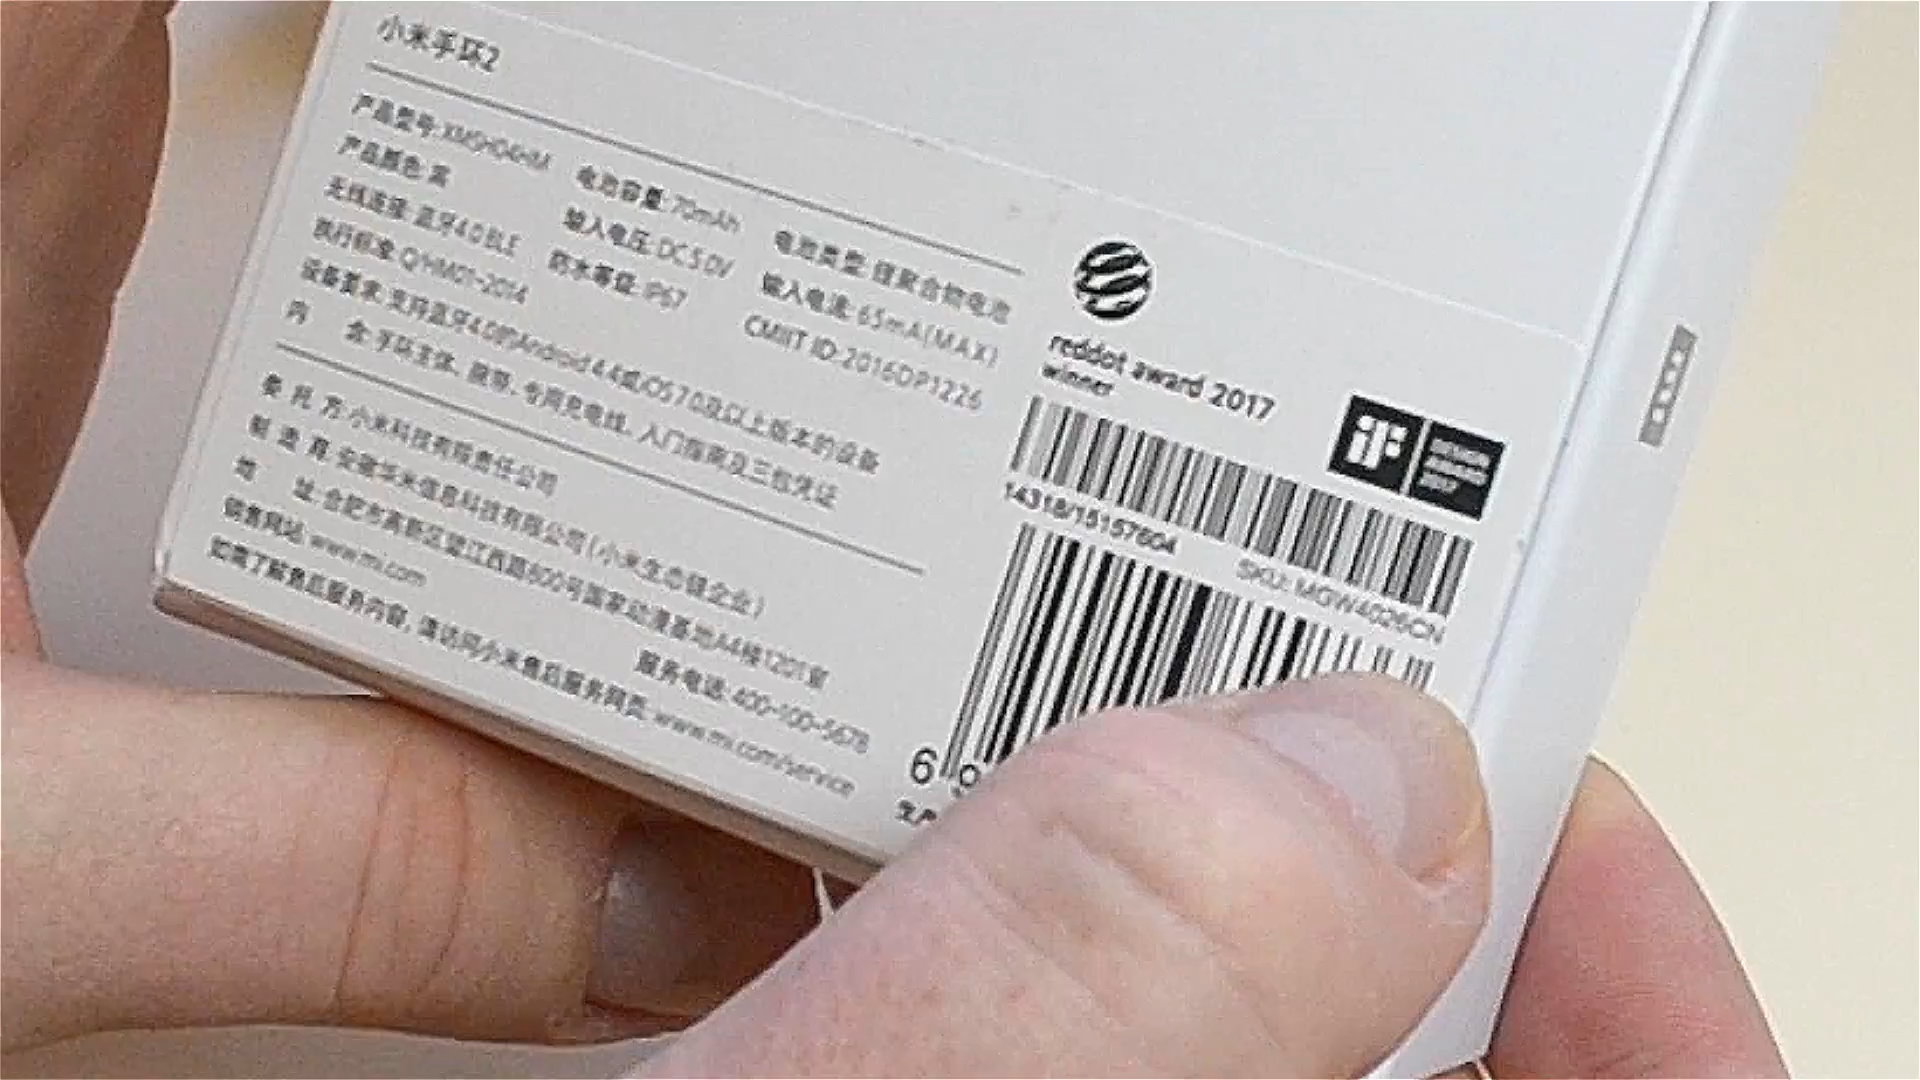 小米手环2
产品型号:XMSH04HM
电池容量:70mAh
电池类型:锂聚合物电池
产品颜色:黑
输入电压:DC5.0V
输入电流:65mA(MAX)
无线连接:蓝牙4.0 BLE
防水等级:IP67
CMIIT ID:2016DP1226
执行标准:QYHM01-2014
设备要求:支持蓝牙4.0的Android 4.4或iOS 7.0及以上版本的设备
内 含:手环主体、腕带、专用充电线、入门指南及三包凭证
委 托 方:小米科技有限责任公司
制 造 商:安徽华米信息科技有限公司(小米生态链企业)
地 址:合肥市高新区望江西路800号国家动漫基地A4楼1201室
销售网站:www.mi.com
服务电话:400-100-5678
如需了解售后服务内容,请访问小米售后服务网页:www.mi.com/service
reddot award 2017
winner
iF
DESIGN
AWARD
2017
14318/15157604
SKU: MGW4026CN
6 9